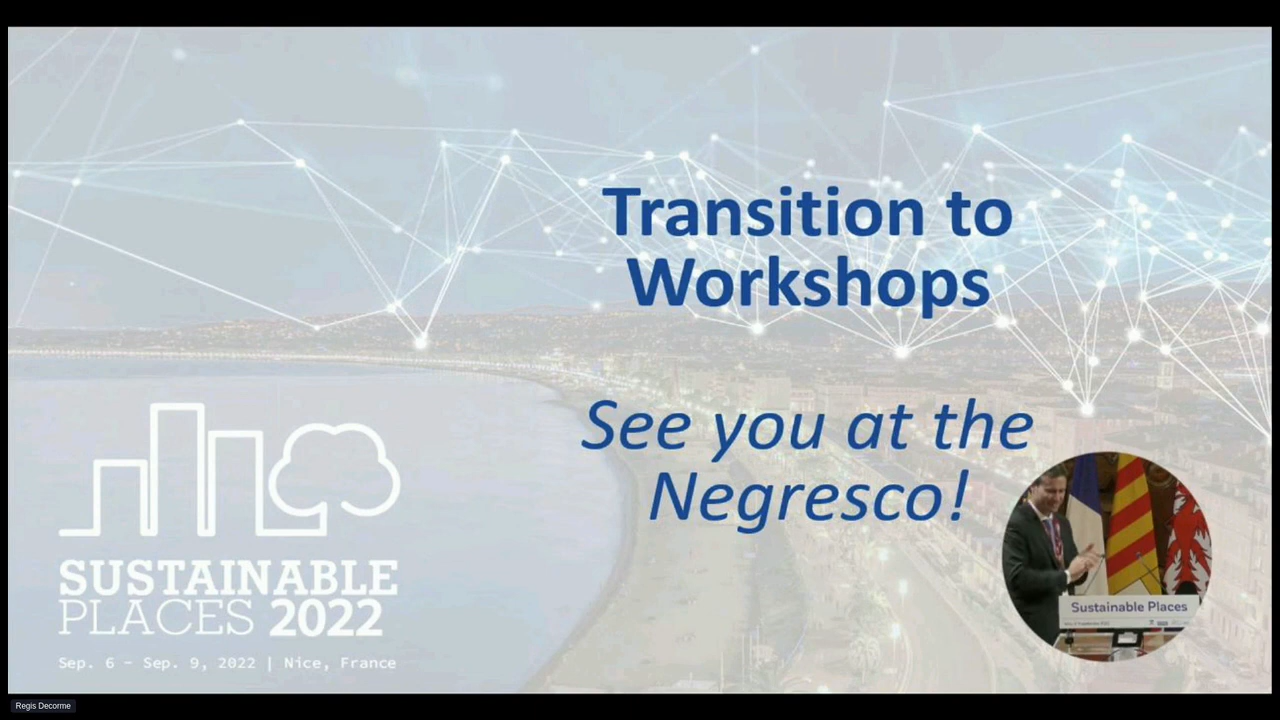 Transition to
Workshops
See you at the
Negresco!
SUSTAINABLE
PLACES 2022
Sep. 6 - Sep. 9, 2022 | Nice, France
Sustainable Places
Regis Decorme